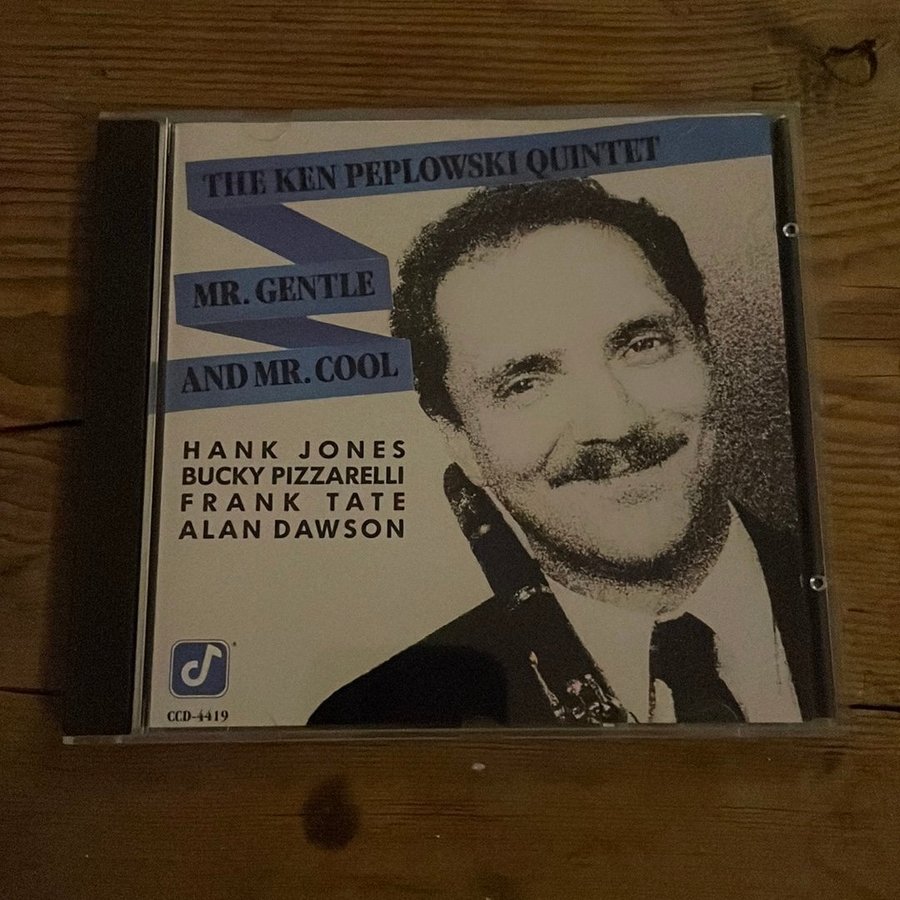 THE KEN PEPLOWSKI QUINTET
MR. GENTLE
AND MR. COOL
HANK JONES
BUCKY PIZZARELLI
FRANK TATE
ALAN DAWSON
CCD-4419